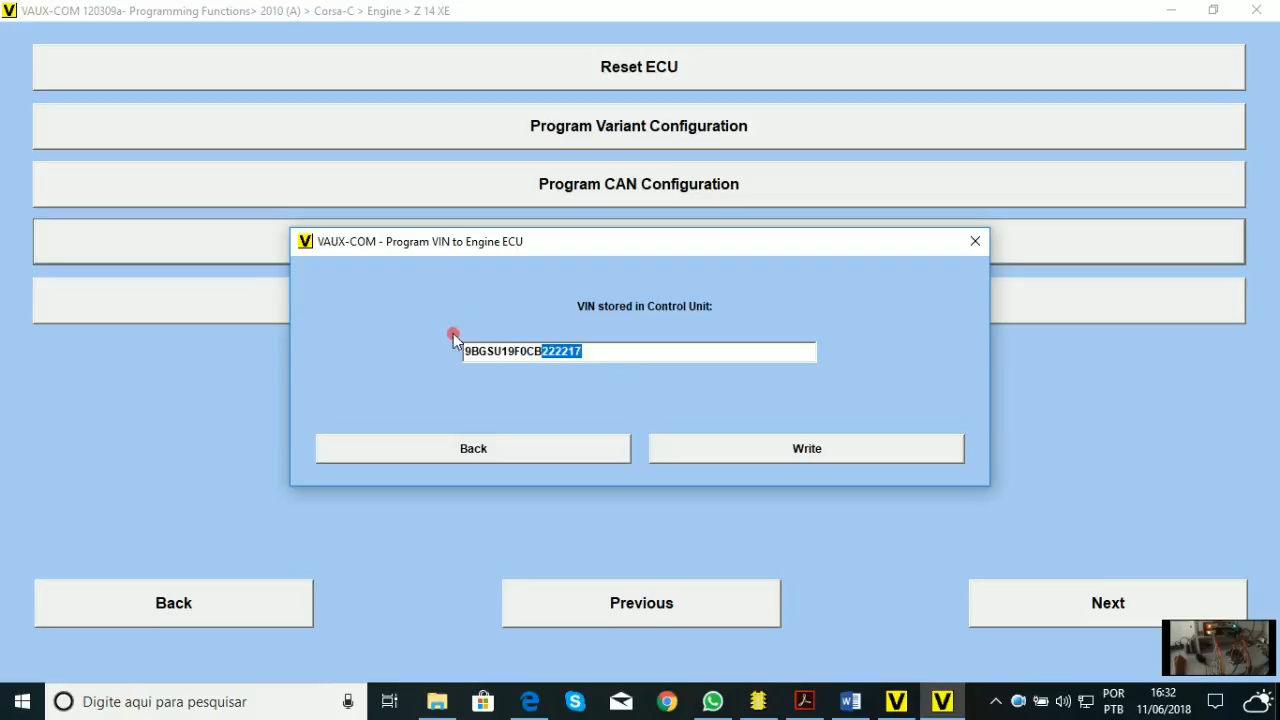 VAUX-COM 120309a- Programming Functions> 2010 (A) > Corsa-C > Engine > Z 14 XE
Reset ECU
Program Variant Configuration
Program CAN Configuration
VAUX-COM - Program VIN to Engine ECU
VIN stored in Control Unit:
9BGSU19F0CB222217
Back
Write
Back
Previous
Next
Digite aqui para pesquisar
POR
PTB
16:32
11/06/2018